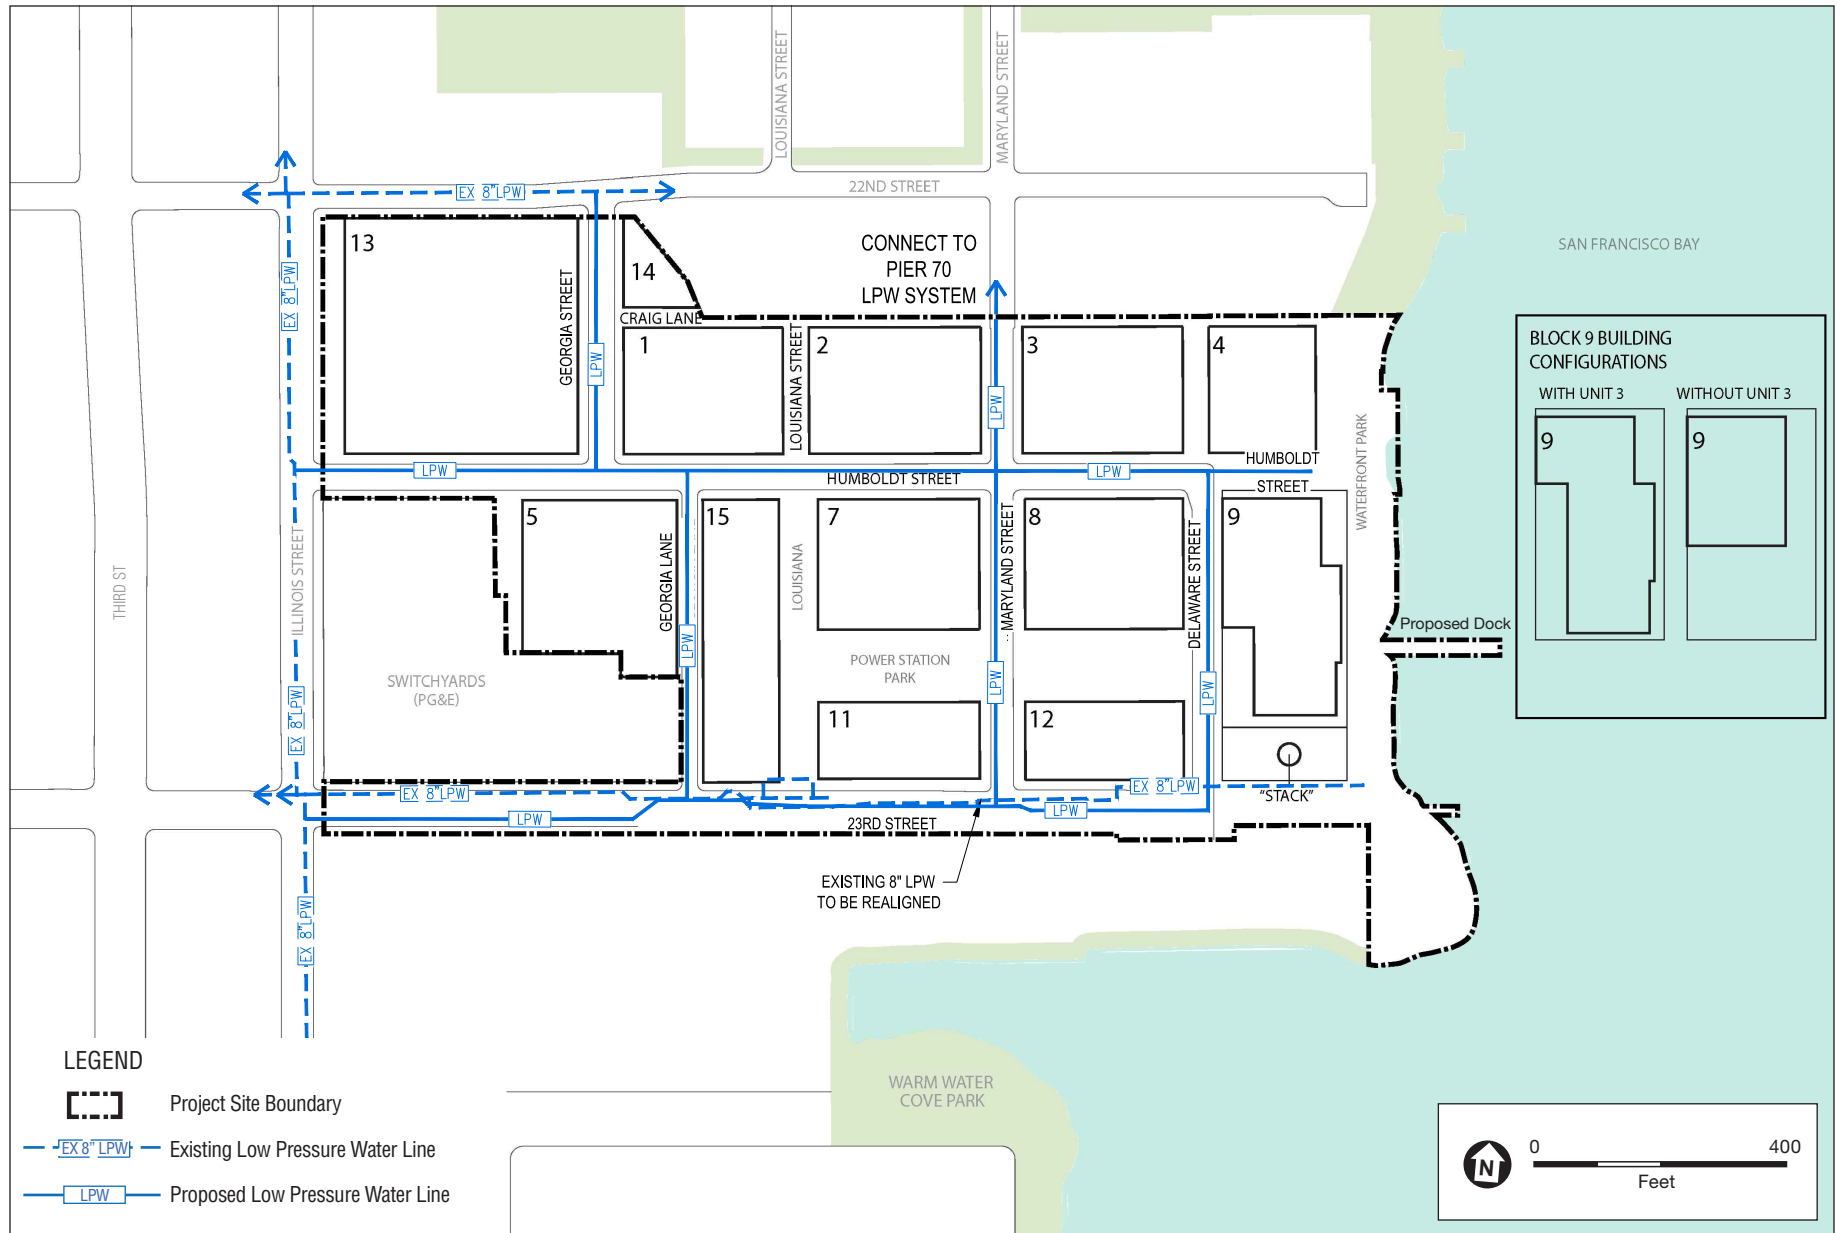 LOUISIANA STREET
MARYLAND STREET
22ND STREET
EX 8"LPW
SAN FRANCISCO BAY
13
14
CONNECT TO
PIER 70
LPW SYSTEM
EX 8"LPW
GEORGIA STREET
LPW
CRAIG LANE
1
LOUISIANA STREET
2
LPW
3
4
BLOCK 9 BUILDING
CONFIGURATIONS
WITH UNIT 3
WITHOUT UNIT 3
9
9
WATERFRONT PARK
LPW
HUMBOLDT STREET
LPW
HUMBOLDT
STREET
THIRD ST
ILLINOIS STREET
5
GEORGIA LANE
LPW
15
LOUISIANA
7
MARYLAND STREET
8
DELAWARE STREET
9
Proposed Dock
SWITCHYARDS
(PG&E)
POWER STATION
PARK
LPW
LPW
EX 8"LPW
11
12
EX 8"LPW
EX 8"LPW
"STACK"
LPW
LPW
23RD STREET
EXISTING 8" LPW
TO BE REALIGNED
EX 8"LPW
WARM WATER
COVE PARK
LEGEND
Project Site Boundary
EX 8" LPW
Existing Low Pressure Water Line
LPW
Proposed Low Pressure Water Line
N
0
400
Feet